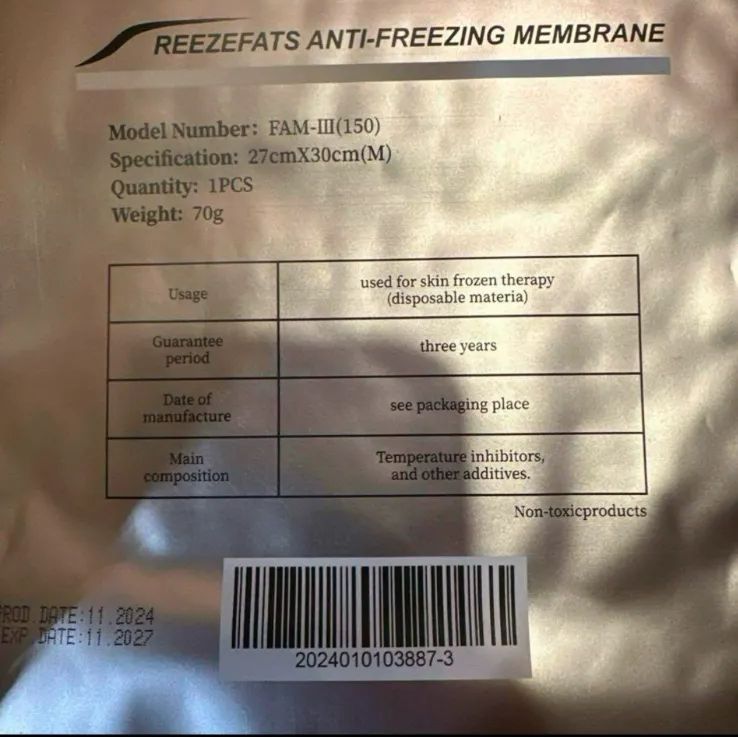 REEZEFATS ANTI-FREEZING MEMBRANE
Model Number: FAM-III(150)
Specification: 27cmX30cm(M)
Quantity: 1PCS
Weight: 70g
Usage
used for skin frozen therapy
(disposable materia)
Guarantee
period
three years
Date of
manufacture
see packaging place
Main
composition
Temperature inhibitors,
and other additives.
Non-toxicproducts
ROD.DATE:11.2024
EXP.DATE:11.2027
2024010103887-3